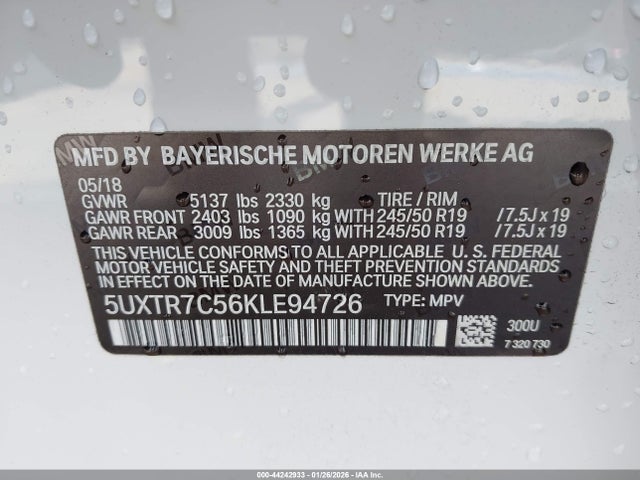 MFD BY BAYERISCHE MOTOREN WERKE AG
05/18
GVWR 5137 lbs 2330 kg TIRE / RIM
GAWR FRONT 2403 lbs 1090 kg WITH 245/50 R19 / 7.5J x 19
GAWR REAR 3009 lbs 1365 kg WITH 245/50 R19 / 7.5J x 19
THIS VEHICLE CONFORMS TO ALL APPLICABLE U. S. FEDERAL
MOTOR VEHICLE SAFETY AND THEFT PREVENTION STANDARDS
IN EFFECT ON THE DATE OF MANUFACTURE SHOWN ABOVE.
5UXTR7C56KLE94726 TYPE: MPV
300U
7 320 730
000-44242933 - 01/26/2026 - IAAI.COM